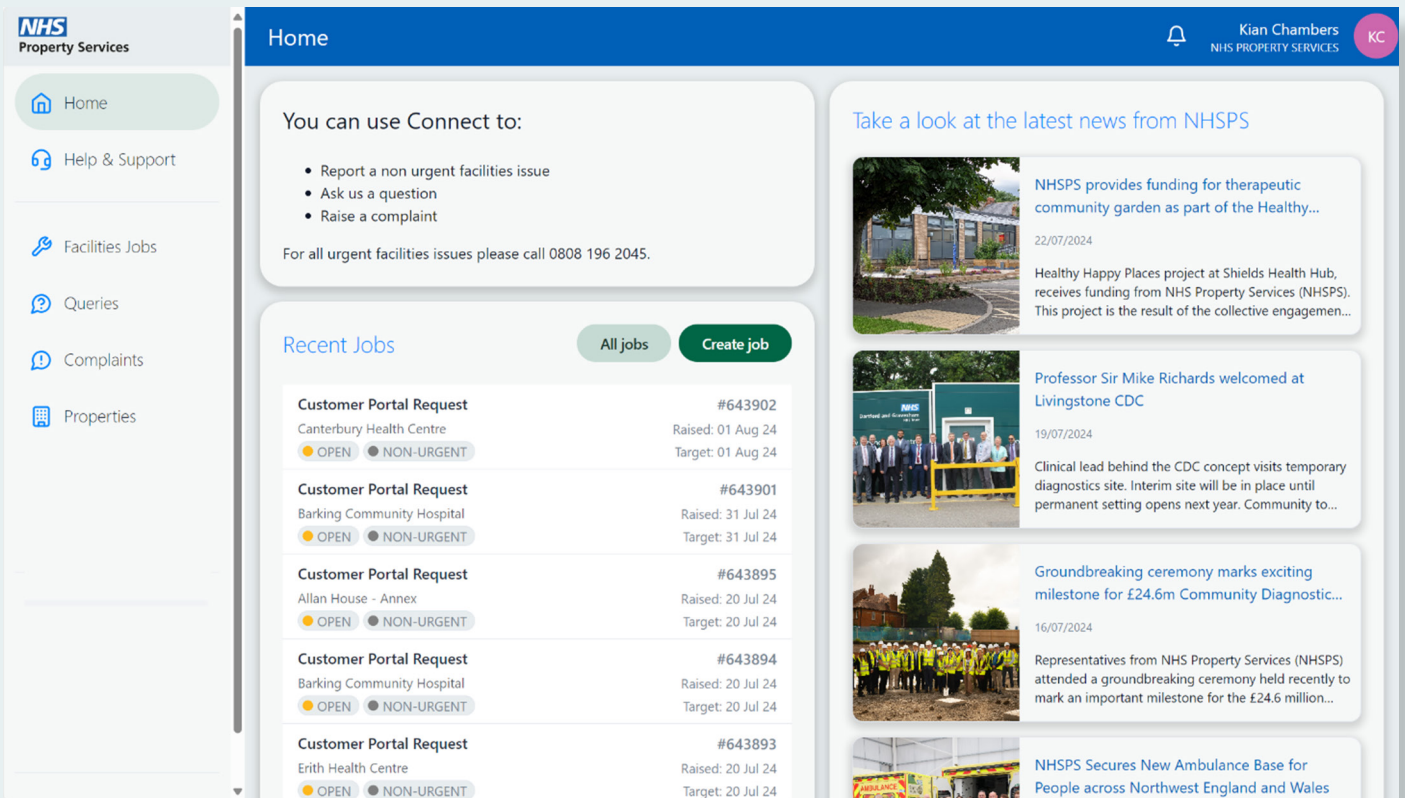 NHS
Property Services
Home
Help & Support
Facilities Jobs
Queries
Complaints
Properties
Home
Kian Chambers
NHS PROPERTY SERVICES
KC
You can use Connect to:
• Report a non urgent facilities issue
• Ask us a question
• Raise a complaint
For all urgent facilities issues please call 0808 196 2045.
Recent Jobs
All jobs
Create job
Customer Portal Request #643902
Canterbury Health Centre Raised: 01 Aug 24
OPEN NON-URGENT Target: 01 Aug 24
Customer Portal Request #643901
Barking Community Hospital Raised: 31 Jul 24
OPEN NON-URGENT Target: 31 Jul 24
Customer Portal Request #643895
Allan House - Annex Raised: 20 Jul 24
OPEN NON-URGENT Target: 20 Jul 24
Customer Portal Request #643894
Barking Community Hospital Raised: 20 Jul 24
OPEN NON-URGENT Target: 20 Jul 24
Customer Portal Request #643893
Erith Health Centre Raised: 20 Jul 24
OPEN NON-URGENT Target: 20 Jul 24
Take a look at the latest news from NHSPS
NHSPS provides funding for therapeutic
community garden as part of the Healthy...
22/07/2024
Healthy Happy Places project at Shields Health Hub,
receives funding from NHS Property Services (NHSPS).
This project is the result of the collective engagemen...
NHS
Dartford and Gravesham
Professor Sir Mike Richards welcomed at
Livingstone CDC
19/07/2024
Clinical lead behind the CDC concept visits temporary
diagnostics site. Interim site will be in place until
permanent setting opens next year. Community to...
Groundbreaking ceremony marks exciting
milestone for £24.6m Community Diagnostic...
16/07/2024
Representatives from NHS Property Services (NHSPS)
attended a groundbreaking ceremony held recently to
mark an important milestone for the £24.6 million...
AMBULANCE
NHSPS Secures New Ambulance Base for
People across Northwest England and Wales